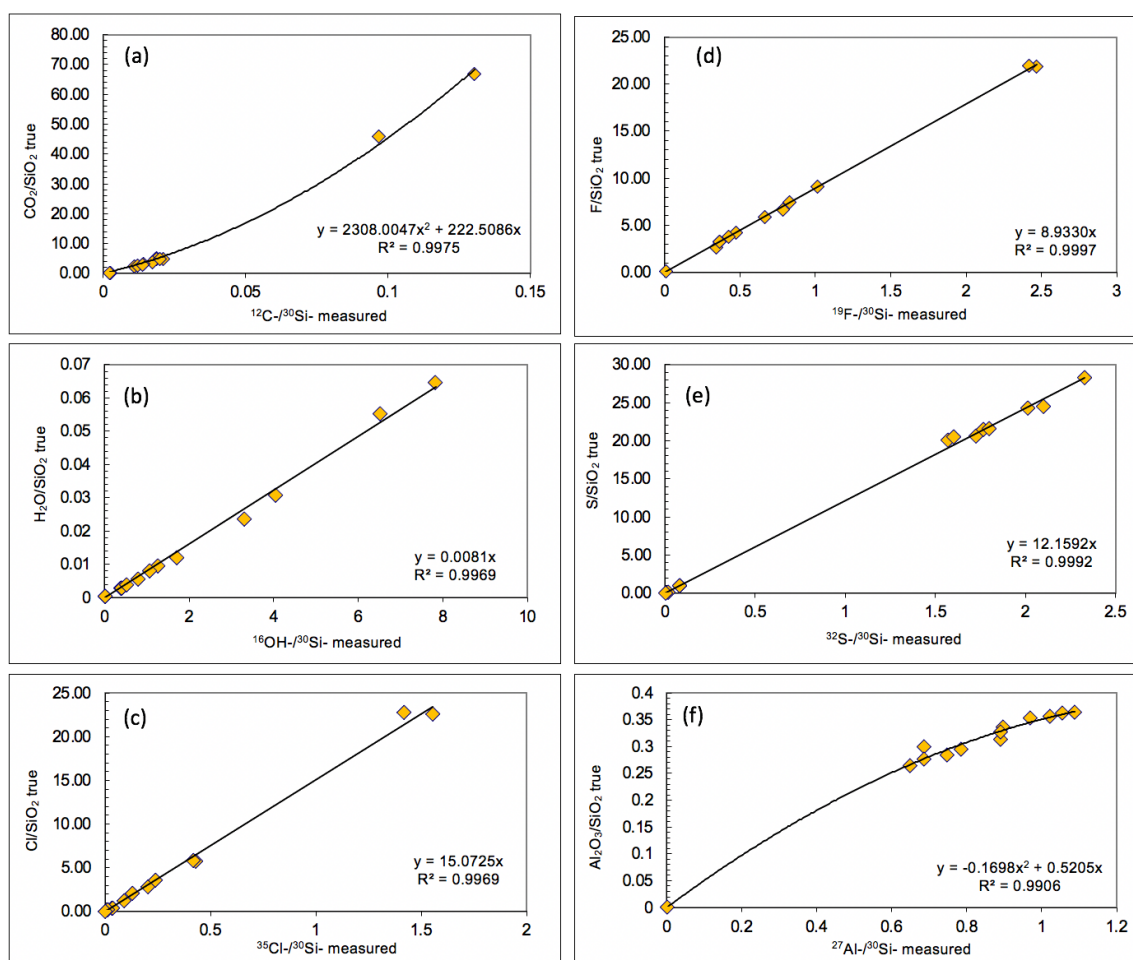 (a)
80.00
70.00
60.00
50.00
40.00
30.00
20.00
10.00
0.00
CO₂/SiO₂ true
y = 2308.0047x² + 222.5086x
R² = 0.9975
0
0.05
0.1
0.15
¹²C-/³⁰Si- measured
(b)
0.07
0.06
0.05
0.04
0.03
0.02
0.01
0
H₂O/SiO₂ true
y = 0.0081x
R² = 0.9969
0
2
4
6
8
10
¹⁶OH-/³⁰Si- measured
(c)
25.00
20.00
15.00
10.00
5.00
0.00
Cl/SiO₂ true
y = 15.0725x
R² = 0.9969
0
0.5
1
1.5
2
³⁵Cl-/³⁰Si- measured
(d)
25.00
20.00
15.00
10.00
5.00
0.00
F/SiO₂ true
y = 8.9330x
R² = 0.9997
0
0.5
1
1.5
2
2.5
3
¹⁹F-/³⁰Si- measured
(e)
30.00
25.00
20.00
15.00
10.00
5.00
0.00
S/SiO₂ true
y = 12.1592x
R² = 0.9992
0
0.5
1
1.5
2
2.5
³²S-/³⁰Si- measured
(f)
0.4
0.35
0.3
0.25
0.2
0.15
0.1
0.05
0
Al₂O₃/SiO₂ true
y = -0.1698x² + 0.5205x
R² = 0.9906
0
0.2
0.4
0.6
0.8
1
1.2
²⁷Al-/³⁰Si- measured